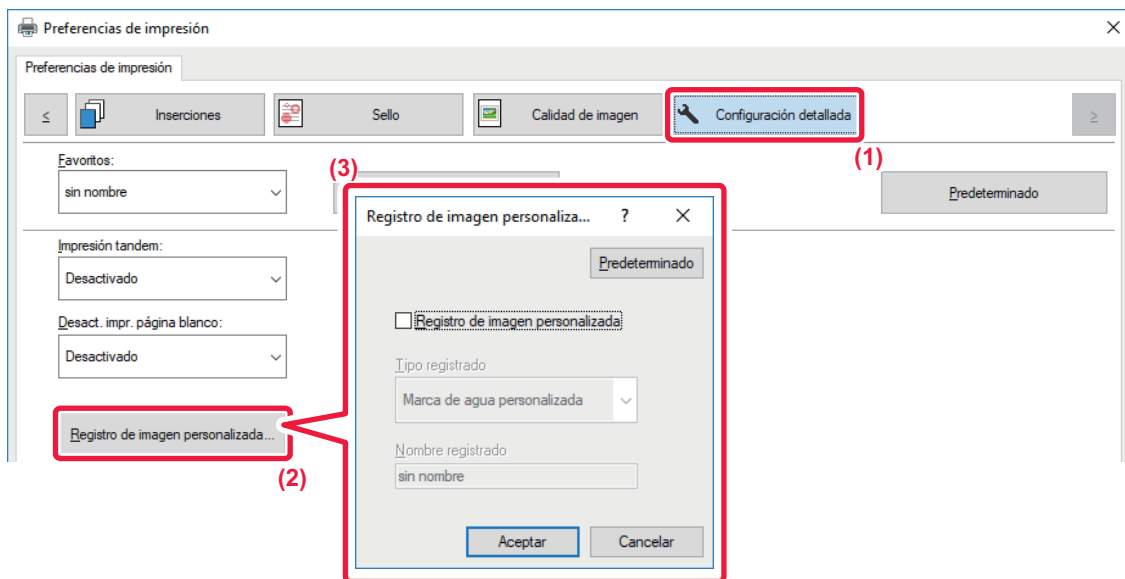 Preferencias de impresión
Preferencias de impresión
<
Inserciones
Sello
Calidad de imagen
Configuración detallada
>
(1)
Favoritos:
sin nombre
(3)
Predeterminado
Impresión tandem:
Desactivado
Desact. impr. página blanco:
Desactivado
Registro de imagen personalizada...
(2)
Registro de imagen personaliza...
?
Predeterminado
Registro de imagen personalizada
Tipo registrado
Marca de agua personalizada
Nombre registrado
sin nombre
Aceptar
Cancelar